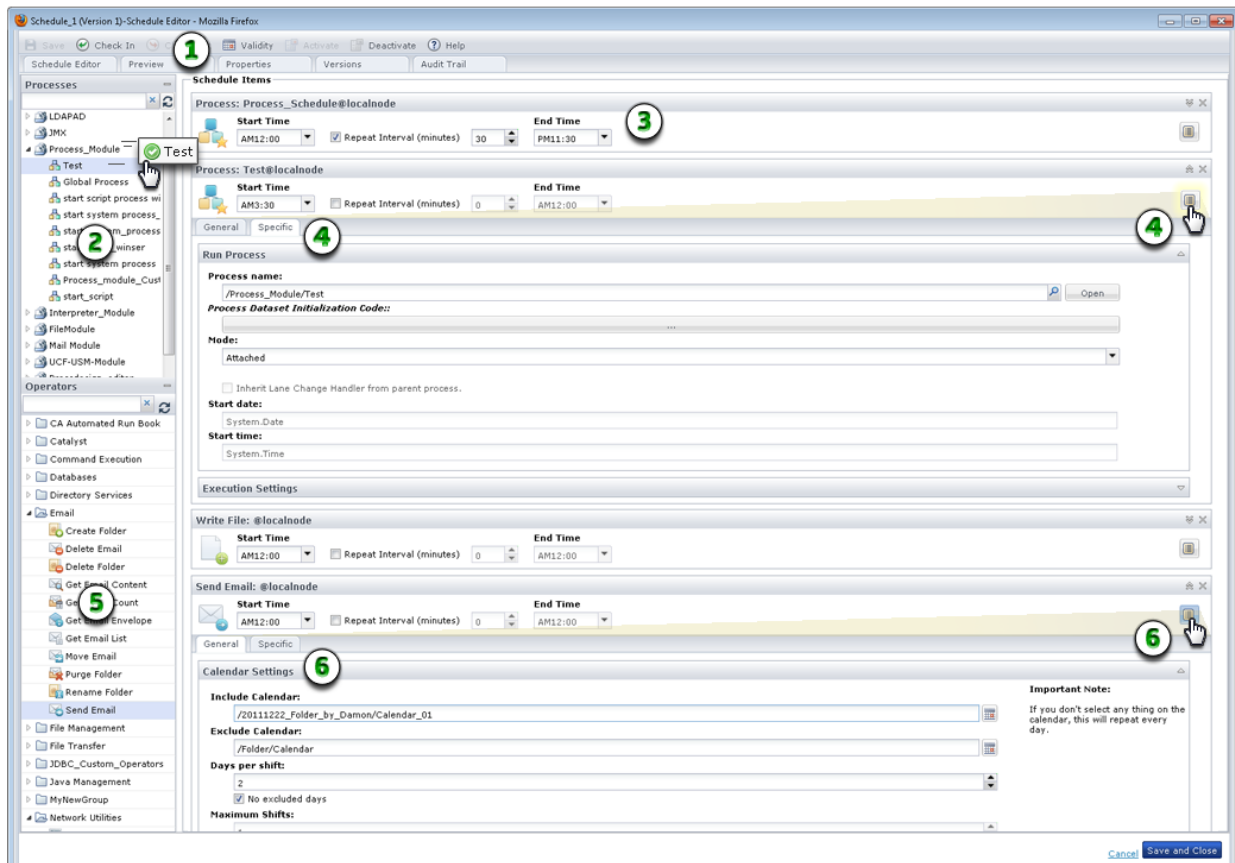 Schedule_1 (Version 1)-Schedule Editor - Mozilla Firefox
Save Check In 1 Validity Activate Deactivate Help
Schedule Editor Preview Properties Versions Audit Trail
Processes
LDAPAD
JMX
Process_Module
Test
Test
Global Process
start script process wi
start system process_
2
start system process
Process_module_Cust
start_script
Interpreter_Module
FileModule
Mail Module
UCF-USM-Module
Operators
CA Automated Run Book
Catalyst
Command Execution
Databases
Directory Services
Email
Create Folder
Delete Email
Delete Folder
Get Email Content
5
Get Email Envelope
Get Email List
Move Email
Purge Folder
Rename Folder
Send Email
File Management
File Transfer
JDBC_Custom_Operators
Java Management
MyNewGroup
Network Utilities
Schedule Items
Process: Process_Schedule@localnode
Start Time End Time
AM12:00 Repeat Interval (minutes) 30 PM11:30
3
Process: Test@localnode
Start Time End Time
AM3:30 Repeat Interval (minutes) 0 AM12:00
General Specific 4 4
Run Process
Process name:
/Process_Module/Test Open
Process Dataset Initialization Code::
...
Mode:
Attached
Inherit Lane Change Handler from parent process.
Start date:
System.Date
Start time:
System.Time
Execution Settings
Write File: @localnode
Start Time End Time
AM12:00 Repeat Interval (minutes) 0 AM12:00
Send Email: @localnode
Start Time End Time
AM12:00 Repeat Interval (minutes) 0 AM12:00
General Specific 6 6
Calendar Settings
Include Calendar:
/20111222_Folder_by_Damon/Calendar_01
Exclude Calendar:
/Folder/Calendar
Days per shift:
2
No excluded days
Maximum Shifts:
Important Note:
If you don't select any thing on the
calendar, this will repeat every
day.
Cancel Save and Close